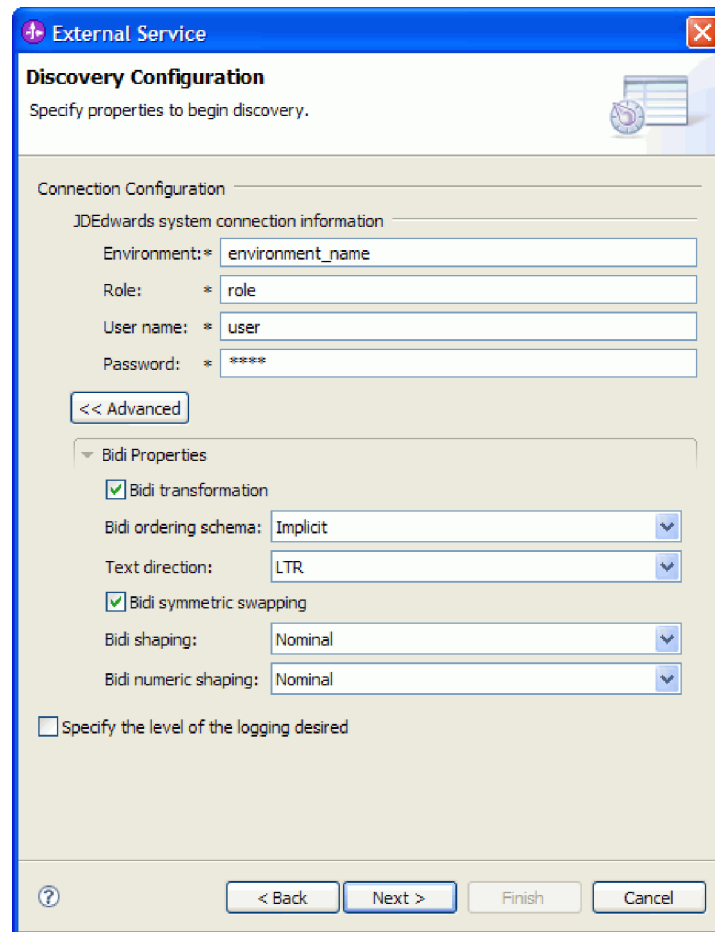 External Service
Discovery Configuration
Specify properties to begin discovery.
Connection Configuration
JDEdwards system connection information
Environment:* environment_name
Role: * role
User name: * user
Password: * ****
<< Advanced
Bidi Properties
Bidi transformation
Bidi ordering schema: Implicit
Text direction: LTR
Bidi symmetric swapping
Bidi shaping: Nominal
Bidi numeric shaping: Nominal
Specify the level of the logging desired
? < Back Next > Finish Cancel